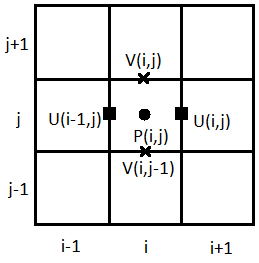 j+1
V(i,j)
j
U(i-1,j)
U(i,j)
P(i,j)
V(i,j-1)
j-1
i-1
i
i+1